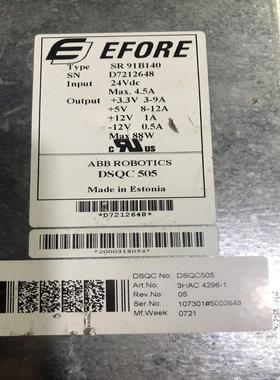 EFORE
Type SR 91B140
SN D7212648
Input 24Vdc
Max. 4.5A
Output +3.3V 3-9A
+5V 8-12A
+12V 1A
-12V 0.5A
Max 88W
c RU us
ABB ROBOTICS
DSQC 505
Made in Estonia
*D7212648*
*2000318054*
DSQC No: DSQC505
Art.No: 3HAC 4296-1
Rev.No: 05
Ser.No: 107301#5002648
Mf.Week: 0721